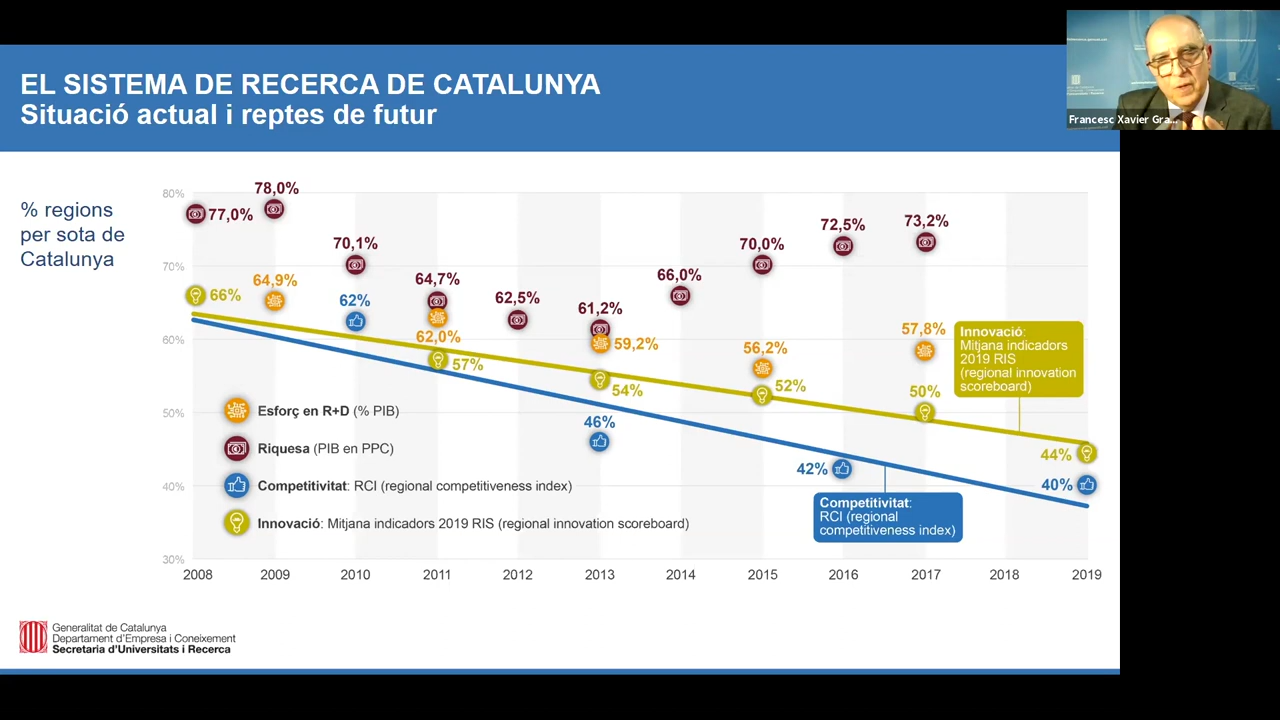 EL SISTEMA DE RECERCA DE CATALUNYA
Situació actual i reptes de futur
Francesc Xavier Gra...
% regions
per sota de
Catalunya
80%
70%
60%
50%
40%
30%
77,0%
78,0%
70,1%
64,7%
62,5%
61,2%
66,0%
70,0%
72,5%
73,2%
66%
64,9%
62%
62,0%
57%
59,2%
54%
46%
56,2%
52%
42%
57,8%
50%
44%
40%
Innovació:
Mitjana indicadors
2019 RIS
(regional innovation
scoreboard)
Competitivitat:
RCI (regional
competitiveness index)
Esforç en R+D (% PIB)
Riquesa (PIB en PPC)
Competitivitat: RCI (regional competitiveness index)
Innovació: Mitjana indicadors 2019 RIS (regional innovation scoreboard)
2008 2009 2010 2011 2012 2013 2014 2015 2016 2017 2018 2019
Generalitat de Catalunya
Departament d'Empresa i Coneixement
Secretaria d'Universitats i Recerca